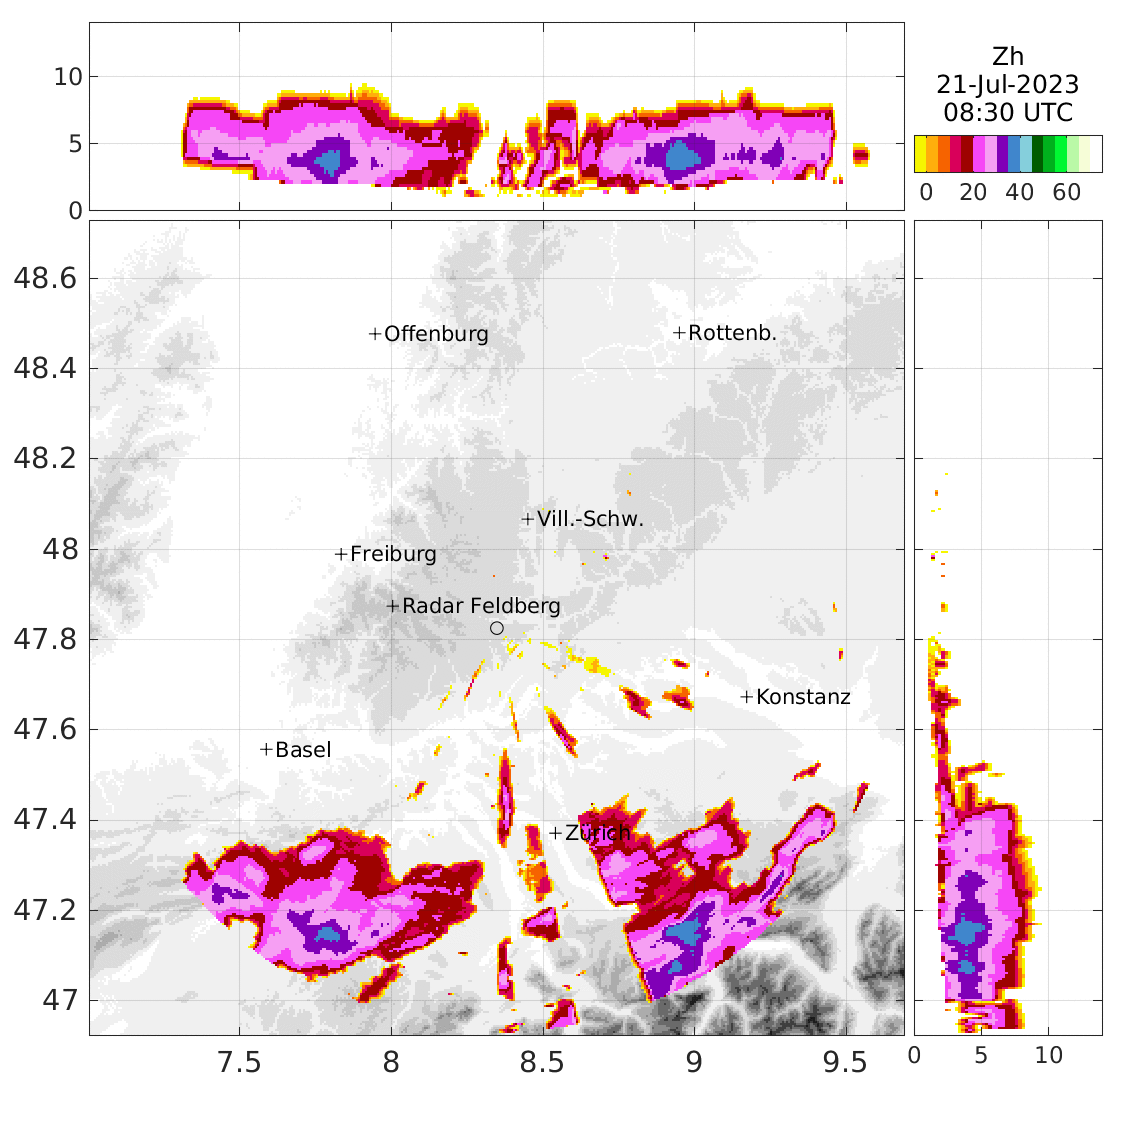 10
5
0
Zh
21-Jul-2023
08:30 UTC
0 20 40 60
48.6
48.4
48.2
48
47.8
47.6
47.4
47.2
47
+Offenburg
+Rottenb.
+Vill.-Schw.
+Freiburg
+Radar Feldberg
+Konstanz
+Basel
+Zürich
7.5 8 8.5 9 9.5
0 5 10